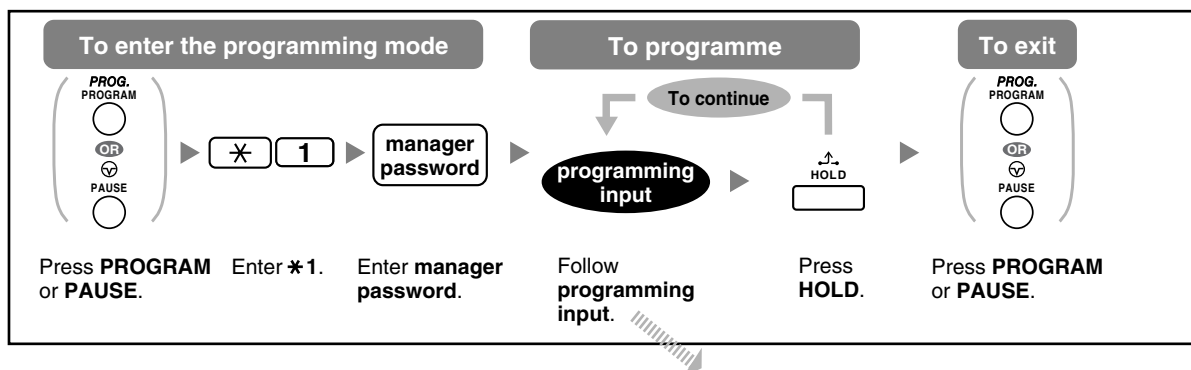 To enter the programming mode
To programme
To exit
PROG.
PROGRAM
OR
PAUSE
* 1
manager
password
To continue
programming
input
HOLD
PROG.
PROGRAM
OR
PAUSE
Press PROGRAM
or PAUSE.
Enter *1.
Enter manager
password.
Follow
programming
input.
Press
HOLD.
Press PROGRAM
or PAUSE.